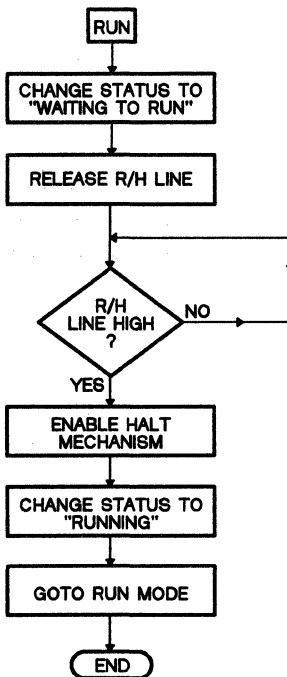 RUN
CHANGE STATUS TO
"WAITING TO RUN"
RELEASE R/H LINE
R/H
LINE HIGH
?
NO
YES
ENABLE HALT
MECHANISM
CHANGE STATUS TO
"RUNNING"
GOTO RUN MODE
END